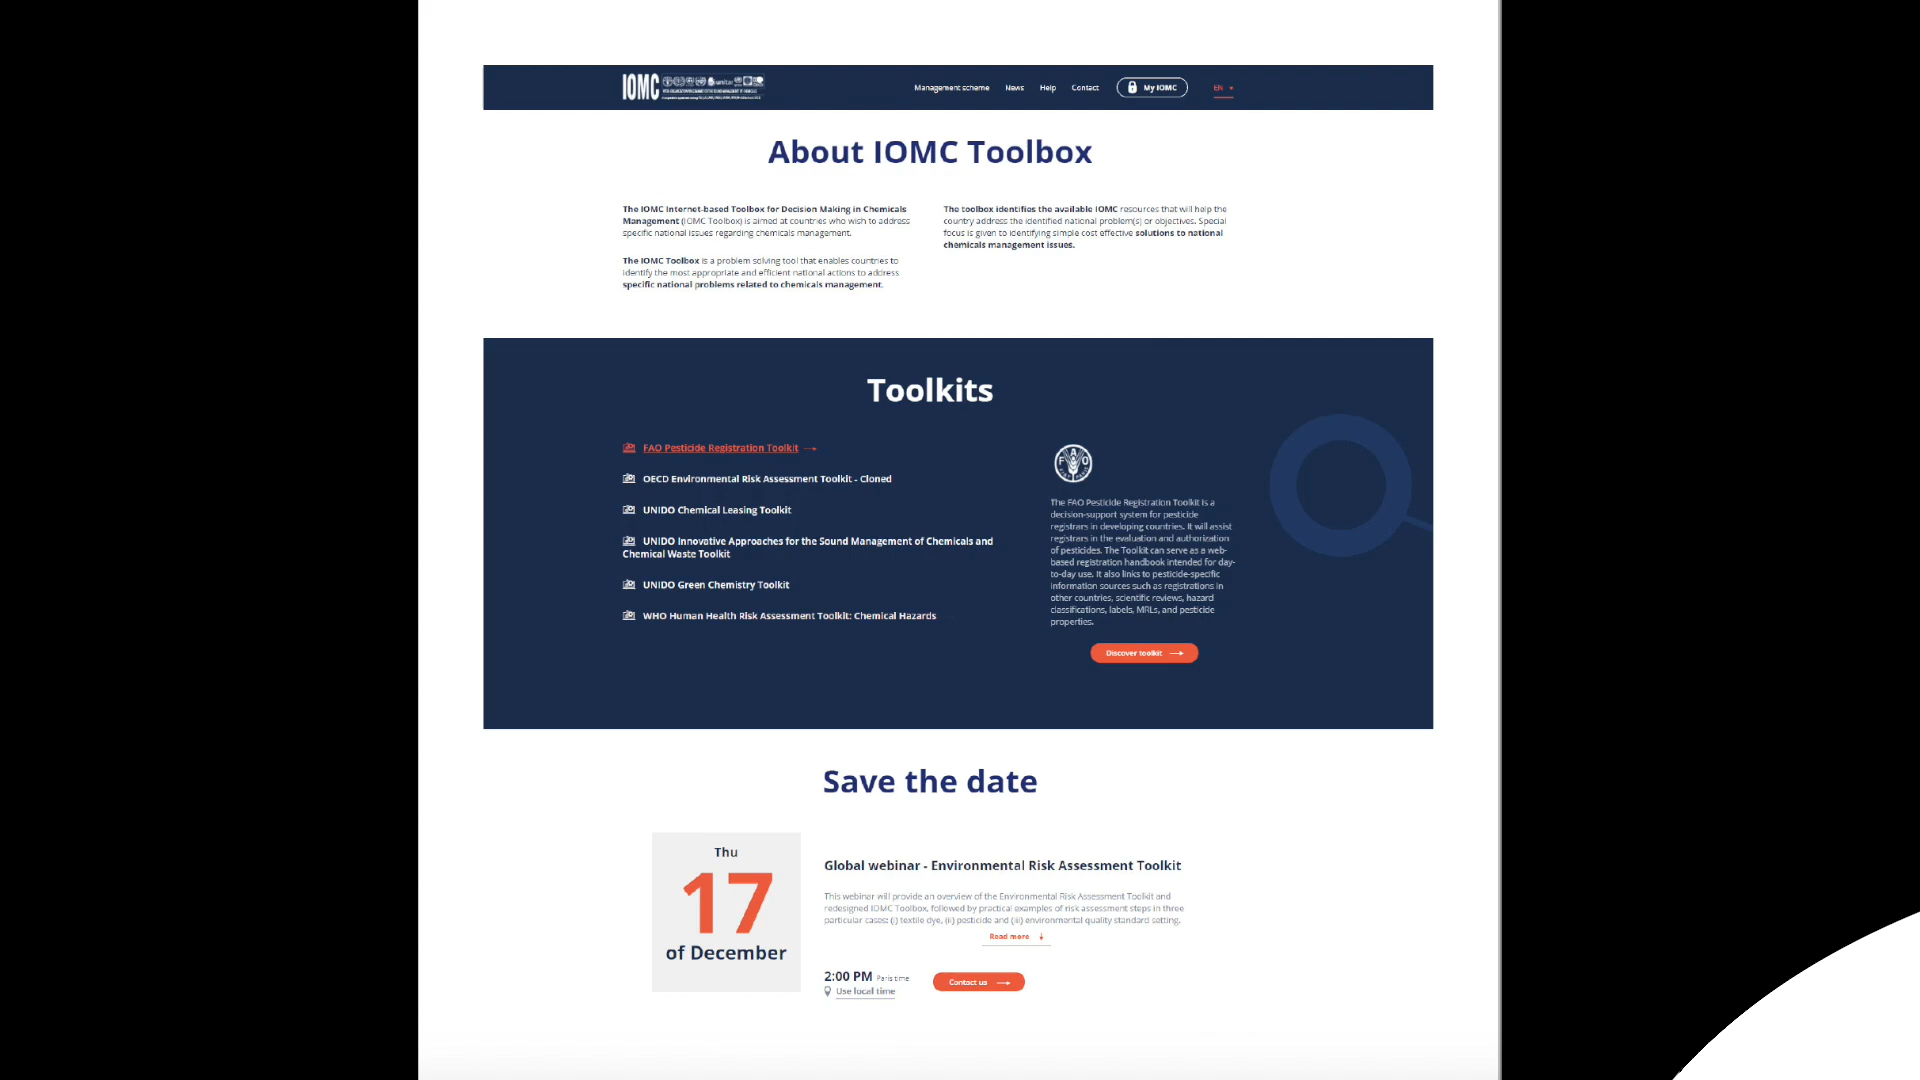 IOMC
Management scheme News Help Contact My IOMC EN
About IOMC Toolbox
The IOMC Internet-based Toolbox for Decision Making in Chemicals
Management (IOMC Toolbox) is aimed at countries who wish to address
specific national issues regarding chemicals management.
The IOMC Toolbox is a problem solving tool that enables countries to
identify the most appropriate and efficient national actions to address
specific national problems related to chemicals management.
The toolbox identifies the available IOMC resources that will help the
country address the identified national problem(s) or objectives. Special
focus is given to identifying simple cost effective solutions to national
chemicals management issues.
Toolkits
FAO Pesticide Registration Toolkit
OECD Environmental Risk Assessment Toolkit - Cloned
UNIDO Chemical Leasing Toolkit
UNIDO Innovative Approaches for the Sound Management of Chemicals and
Chemical Waste Toolkit
UNIDO Green Chemistry Toolkit
WHO Human Health Risk Assessment Toolkit: Chemical Hazards
FAO
The FAO Pesticide Registration Toolkit is a
decision-support system for pesticide
registrars in developing countries. It will assist
registrars in the evaluation and authorization
of pesticides. The Toolkit can serve as a web-
based registration handbook intended for day-
to-day use. It also links to pesticide-specific
information sources such as registrations in
other countries, scientific reviews, hazard
classifications, labels, MRLs, and pesticide
properties.
Discover toolkit
Save the date
Thu
17
of December
Global webinar - Environmental Risk Assessment Toolkit
This webinar will provide an overview of the Environmental Risk Assessment Toolkit and
redesigned IOMC Toolbox, followed by practical examples of risk assessment steps in three
particular cases: (i) textile dye, (ii) pesticide and (iii) environmental quality standard setting.
Read more
2:00 PM Paris time
Use local time
Contact us